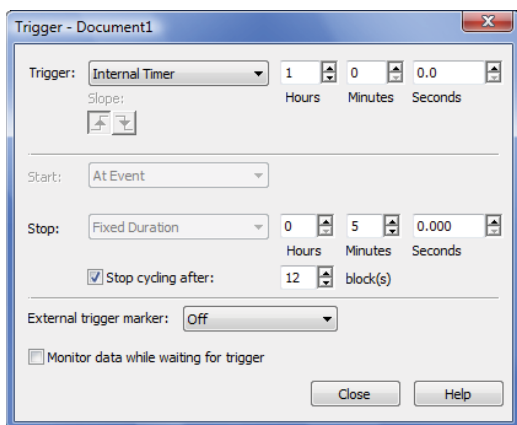 Trigger - Document1
Trigger: Internal Timer 1 0 0.0
Slope: Hours Minutes Seconds
Start: At Event
Stop: Fixed Duration 0 5 0.000
Hours Minutes Seconds
Stop cycling after: 12 block(s)
External trigger marker: Off
Monitor data while waiting for trigger
Close Help